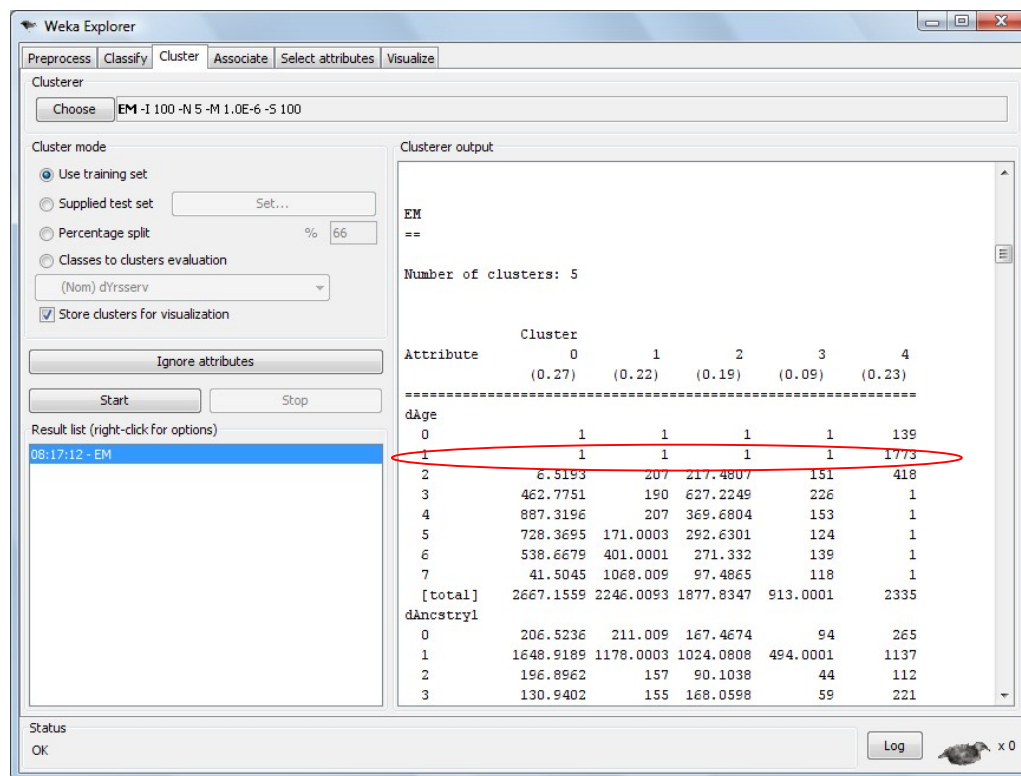 Weka Explorer
Preprocess Classify Cluster Associate Select attributes Visualize
Clusterer
Choose EM -I 100 -N 5 -M 1.0E-6 -S 100
Cluster mode
Use training set
Supplied test set Set...
Percentage split % 66
Classes to clusters evaluation
(Nom) dYrsserv
Store clusters for visualization
Ignore attributes
Start Stop
Result list (right-click for options)
08:17:12 - EM
Clusterer output
EM
==
Number of clusters: 5
Cluster
Attribute 0 1 2 3 4
(0.27) (0.22) (0.19) (0.09) (0.23)
==============================================================
dAge
0 1 1 1 1 139
1 1 1 1 1 1773
2 6.5193 207 217.4807 151 418
3 462.7751 190 627.2249 226 1
4 887.3196 207 369.6804 153 1
5 728.3695 171.0003 292.6301 124 1
6 538.6679 401.0001 271.332 139 1
7 41.5045 1068.009 97.4865 118 1
[total] 2667.1559 2246.0093 1877.8347 913.0001 2335
dAncstry1
0 206.5236 211.009 167.4674 94 265
1 1648.9189 1178.0003 1024.0808 494.0001 1137
2 196.8962 157 90.1038 44 112
3 130.9402 155 168.0598 59 221
Status
OK
Log x 0